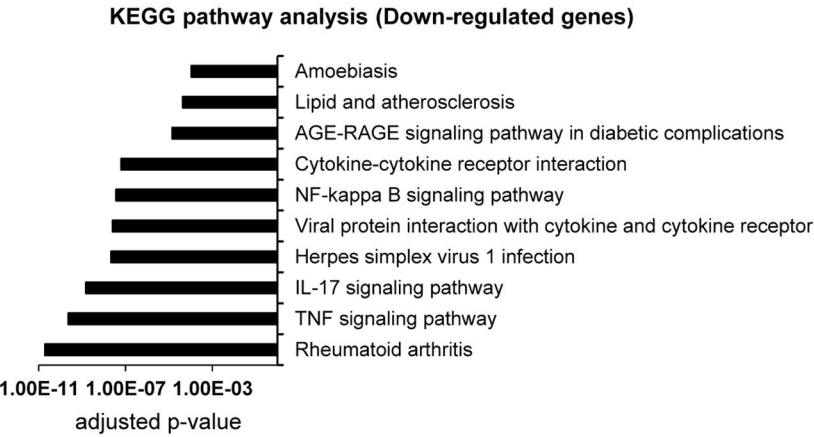 KEGG pathway analysis (Down-regulated genes)
Amoebiasis
Lipid and atherosclerosis
AGE-RAGE signaling pathway in diabetic complications
Cytokine-cytokine receptor interaction
NF-kappa B signaling pathway
Viral protein interaction with cytokine and cytokine receptor
Herpes simplex virus 1 infection
IL-17 signaling pathway
TNF signaling pathway
Rheumatoid arthritis
1.00E-11 1.00E-07 1.00E-03
adjusted p-value